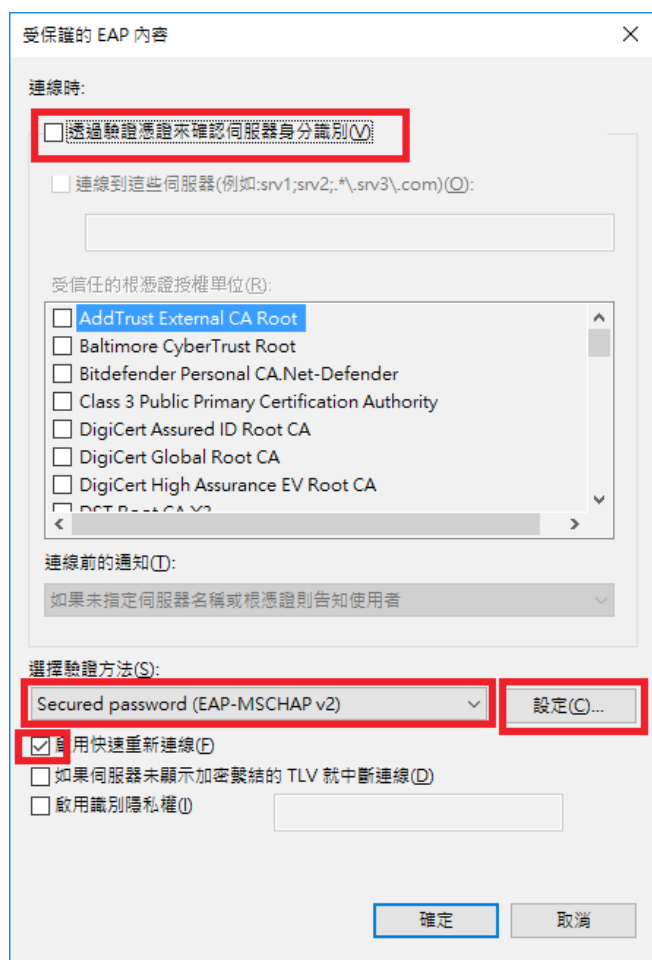 受保護的 EAP 內容
連線時:
透過驗證憑證來確認伺服器身分識別(V)
連線到這些伺服器(例如:srv1;srv2;.*\.srv3\.com)(O):
受信任的根憑證授權單位(R):
AddTrust External CA Root
Baltimore CyberTrust Root
Bitdefender Personal CA.Net-Defender
Class 3 Public Primary Certification Authority
DigiCert Assured ID Root CA
DigiCert Global Root CA
DigiCert High Assurance EV Root CA
DST Root CA X3
連線前的通知(T):
如果未指定伺服器名稱或根憑證則告知使用者
選擇驗證方法(S):
Secured password (EAP-MSCHAP v2)
設定(C)...
啟用快速重新連線(F)
如果伺服器未顯示加密繫結的 TLV 就中斷連線(D)
啟用識別隱私權(I)
確定
取消